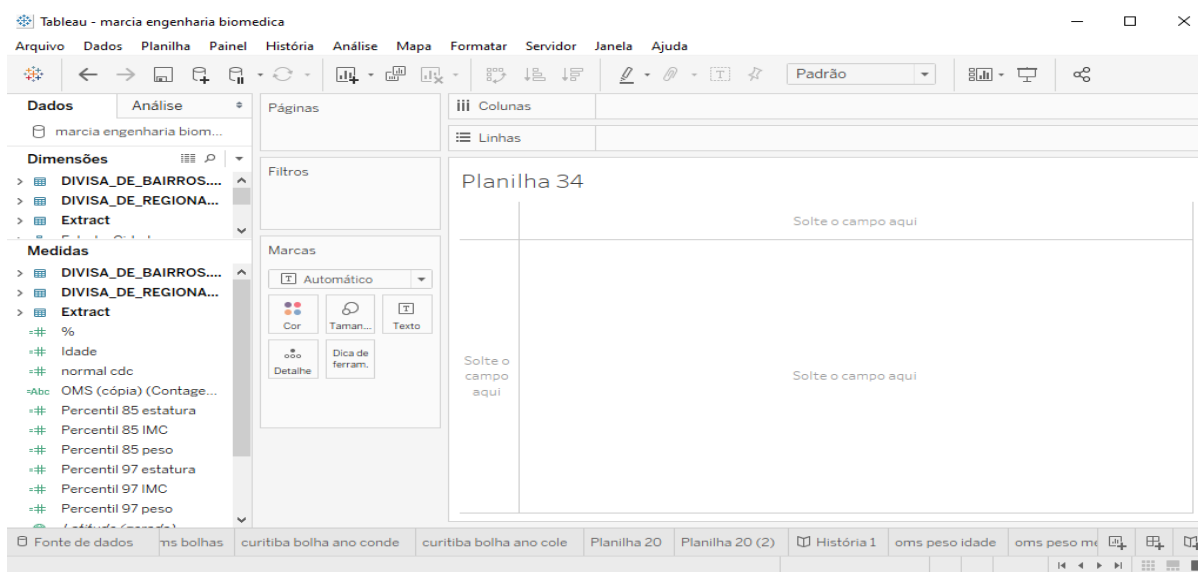 Tableau - marcia engenharia biomedica
Arquivo Dados Planilha Painel História Análise Mapa Formatar Servidor Janela Ajuda
Padrão
Dados Análise
marcia engenharia biom...
Dimensões
DIVISA_DE_BAIRROS....
DIVISA_DE_REGIONA...
Extract
Medidas
DIVISA_DE_BAIRROS....
DIVISA_DE_REGIONA...
Extract
=# %
=# Idade
=# normal cdc
=Abc OMS (cópia) (Contage...
=# Percentil 85 estatura
=# Percentil 85 IMC
=# Percentil 85 peso
=# Percentil 97 estatura
=# Percentil 97 IMC
=# Percentil 97 peso
Páginas
Filtros
Marcas
T Automático
Cor
Taman...
T
Texto
Detalhe
Dica de
ferram.
iii Colunas
Linhas
Planilha 34
Solte o campo aqui
Solte o
campo
aqui
Solte o campo aqui
Fonte de dados ms bolhas curitiba bolha ano conde curitiba bolha ano cole Planilha 20 Planilha 20 (2) História 1 oms peso idade oms peso me